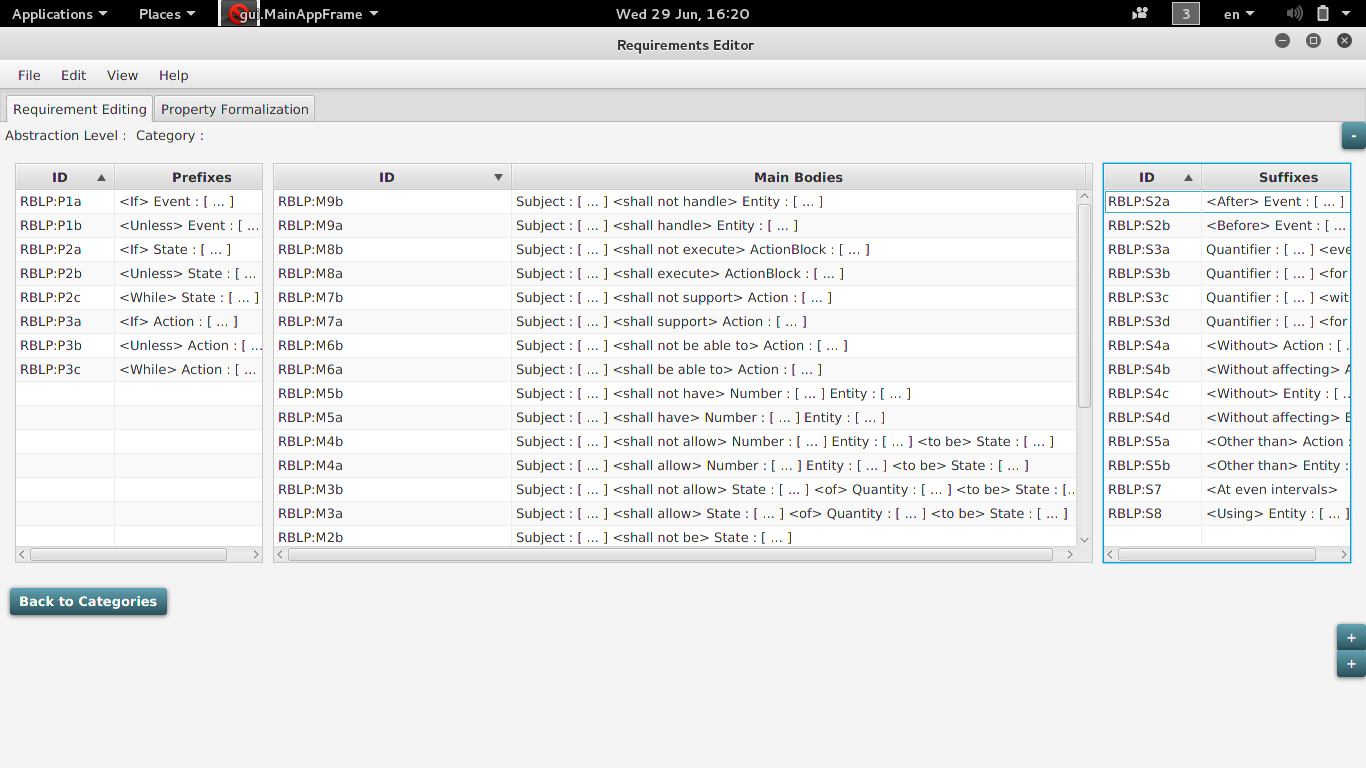 Applications Places gui.MainAppFrame Wed 29 Jun, 16:20 3 en
Requirements Editor
File Edit View Help
Requirement Editing Property Formalization
Abstraction Level : Category :
-
ID Prefixes ID Main Bodies ID Suffixes
RBLP:P1a <If> Event : [ ... ] RBLP:M9b Subject : [ ... ] <shall not handle> Entity : [ ... ] RBLP:S2a <After> Event : [ ... ]
RBLP:P1b <Unless> Event : [ ... RBLP:M9a Subject : [ ... ] <shall handle> Entity : [ ... ] RBLP:S2b <Before> Event : [ ...
RBLP:P2a <If> State : [ ... ] RBLP:M8b Subject : [ ... ] <shall not execute> ActionBlock : [ ... ] RBLP:S3a Quantifier : [ ... ] <eve
RBLP:P2b <Unless> State : [ ... RBLP:M8a Subject : [ ... ] <shall execute> ActionBlock : [ ... ] RBLP:S3b Quantifier : [ ... ] <for
RBLP:P2c <While> State : [ ... ] RBLP:M7b Subject : [ ... ] <shall not support> Action : [ ... ] RBLP:S3c Quantifier : [ ... ] <wit
RBLP:P3a <If> Action : [ ... ] RBLP:M7a Subject : [ ... ] <shall support> Action : [ ... ] RBLP:S3d Quantifier : [ ... ] <for
RBLP:P3b <Unless> Action : [ ... RBLP:M6b Subject : [ ... ] <shall not be able to> Action : [ ... ] RBLP:S4a <Without> Action : [ .
RBLP:P3c <While> Action : [ ... RBLP:M6a Subject : [ ... ] <shall be able to> Action : [ ... ] RBLP:S4b <Without affecting> A
RBLP:M5b Subject : [ ... ] <shall not have> Number : [ ... ] Entity : [ ... ] RBLP:S4c <Without> Entity : [ ..
RBLP:M5a Subject : [ ... ] <shall have> Number : [ ... ] Entity : [ ... ] RBLP:S4d <Without affecting> E
RBLP:M4b Subject : [ ... ] <shall not allow> Number : [ ... ] Entity : [ ... ] <to be> State : [ ... ] RBLP:S5a <Other than> Action :
RBLP:M4a Subject : [ ... ] <shall allow> Number : [ ... ] Entity : [ ... ] <to be> State : [ ... ] RBLP:S5b <Other than> Entity :
RBLP:M3b Subject : [ ... ] <shall not allow> State : [ ... ] <of> Quantity : [ ... ] <to be> State : [... RBLP:S7 <At even intervals>
RBLP:M3a Subject : [ ... ] <shall allow> State : [ ... ] <of> Quantity : [ ... ] <to be> State : [ ... ] RBLP:S8 <Using> Entity : [ ... ]
RBLP:M2b Subject : [ ... ] <shall not be> State : [ ... ]
Back to Categories
+
+